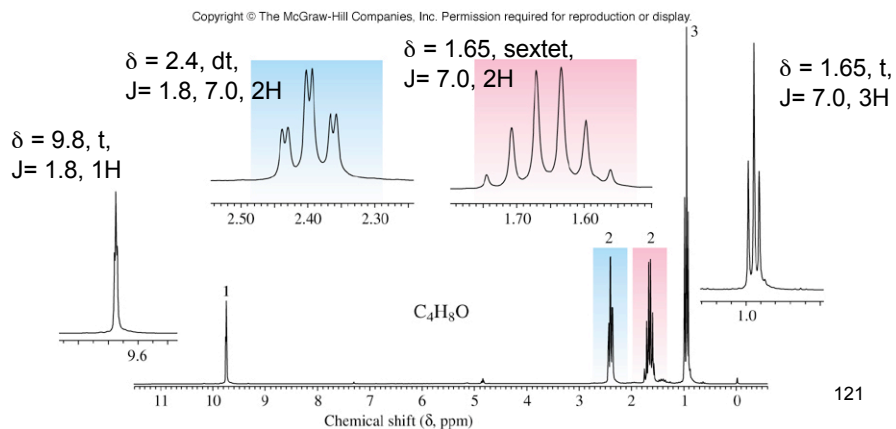 Copyright © The McGraw-Hill Companies, Inc. Permission required for reproduction or display.
δ = 2.4, dt,
J= 1.8, 7.0, 2H
δ = 1.65, sextet,
J= 7.0, 2H
3
δ = 1.65, t,
J= 7.0, 3H
δ = 9.8, t,
J= 1.8, 1H
2.50 2.40 2.30
1.70 1.60
2 2
1
1.0
C₄H₈O
9.6
11 10 9 8 7 6 5 4 3 2 1 0
Chemical shift (δ, ppm)
121